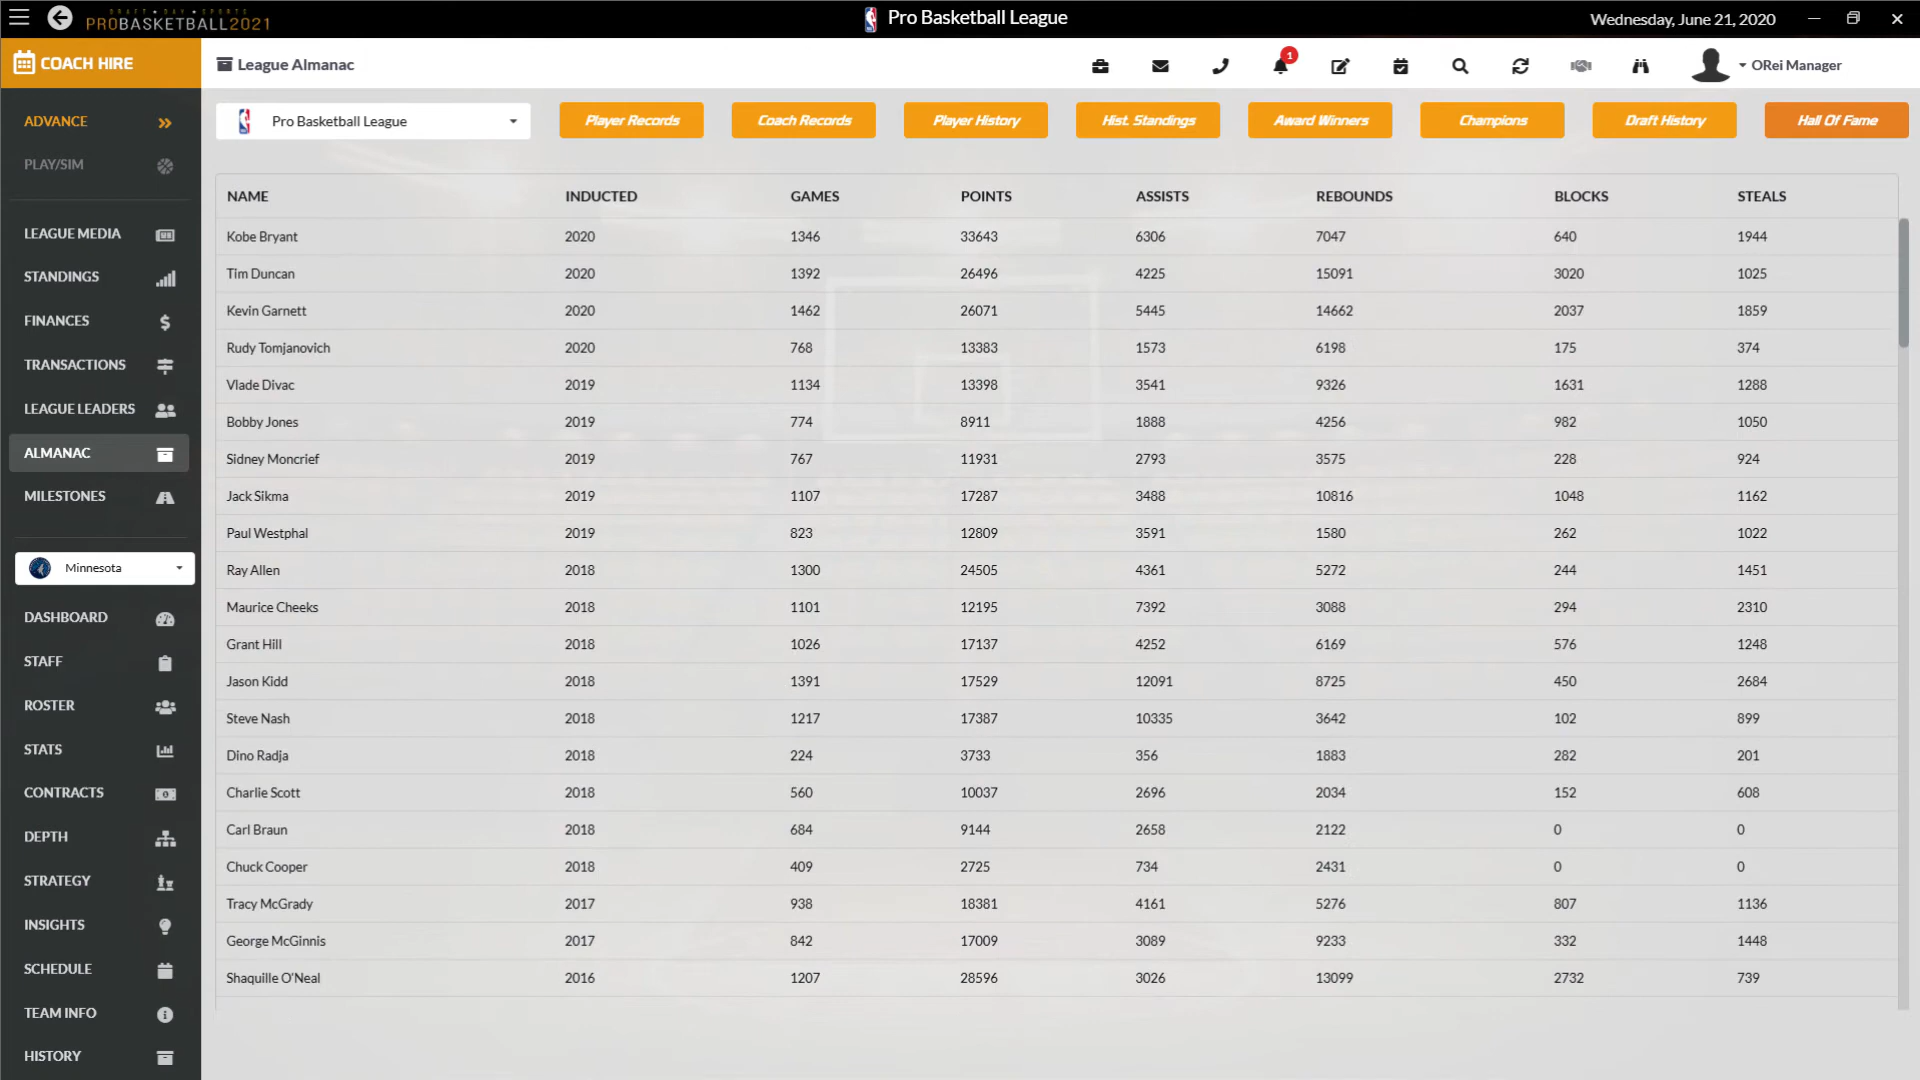 DRAFT • DAY • SPORTS
PROBASKETBALL2021
Pro Basketball League
Wednesday, June 21, 2020
COACH HIRE
League Almanac
1
ORei Manager
ADVANCE
PLAY/SIM
LEAGUE MEDIA
STANDINGS
FINANCES
TRANSACTIONS
LEAGUE LEADERS
ALMANAC
MILESTONES
Minnesota
DASHBOARD
STAFF
ROSTER
STATS
CONTRACTS
DEPTH
STRATEGY
INSIGHTS
SCHEDULE
TEAM INFO
HISTORY
Pro Basketball League
Player Records
Coach Records
Player History
Hist. Standings
Award Winners
Champions
Draft History
Hall Of Fame
NAME INDUCTED GAMES POINTS ASSISTS REBOUNDS BLOCKS STEALS
Kobe Bryant 2020 1346 33643 6306 7047 640 1944
Tim Duncan 2020 1392 26496 4225 15091 3020 1025
Kevin Garnett 2020 1462 26071 5445 14662 2037 1859
Rudy Tomjanovich 2020 768 13383 1573 6198 175 374
Vlade Divac 2019 1134 13398 3541 9326 1631 1288
Bobby Jones 2019 774 8911 1888 4256 982 1050
Sidney Moncrief 2019 767 11931 2793 3575 228 924
Jack Sikma 2019 1107 17287 3488 10816 1048 1162
Paul Westphal 2019 823 12809 3591 1580 262 1022
Ray Allen 2018 1300 24505 4361 5272 244 1451
Maurice Cheeks 2018 1101 12195 7392 3088 294 2310
Grant Hill 2018 1026 17137 4252 6169 576 1248
Jason Kidd 2018 1391 17529 12091 8725 450 2684
Steve Nash 2018 1217 17387 10335 3642 102 899
Dino Radja 2018 224 3733 356 1883 282 201
Charlie Scott 2018 560 10037 2696 2034 152 608
Carl Braun 2018 684 9144 2658 2122 0 0
Chuck Cooper 2018 409 2725 734 2431 0 0
Tracy McGrady 2017 938 18381 4161 5276 807 1136
George McGinnis 2017 842 17009 3089 9233 332 1448
Shaquille O'Neal 2016 1207 28596 3026 13099 2732 739